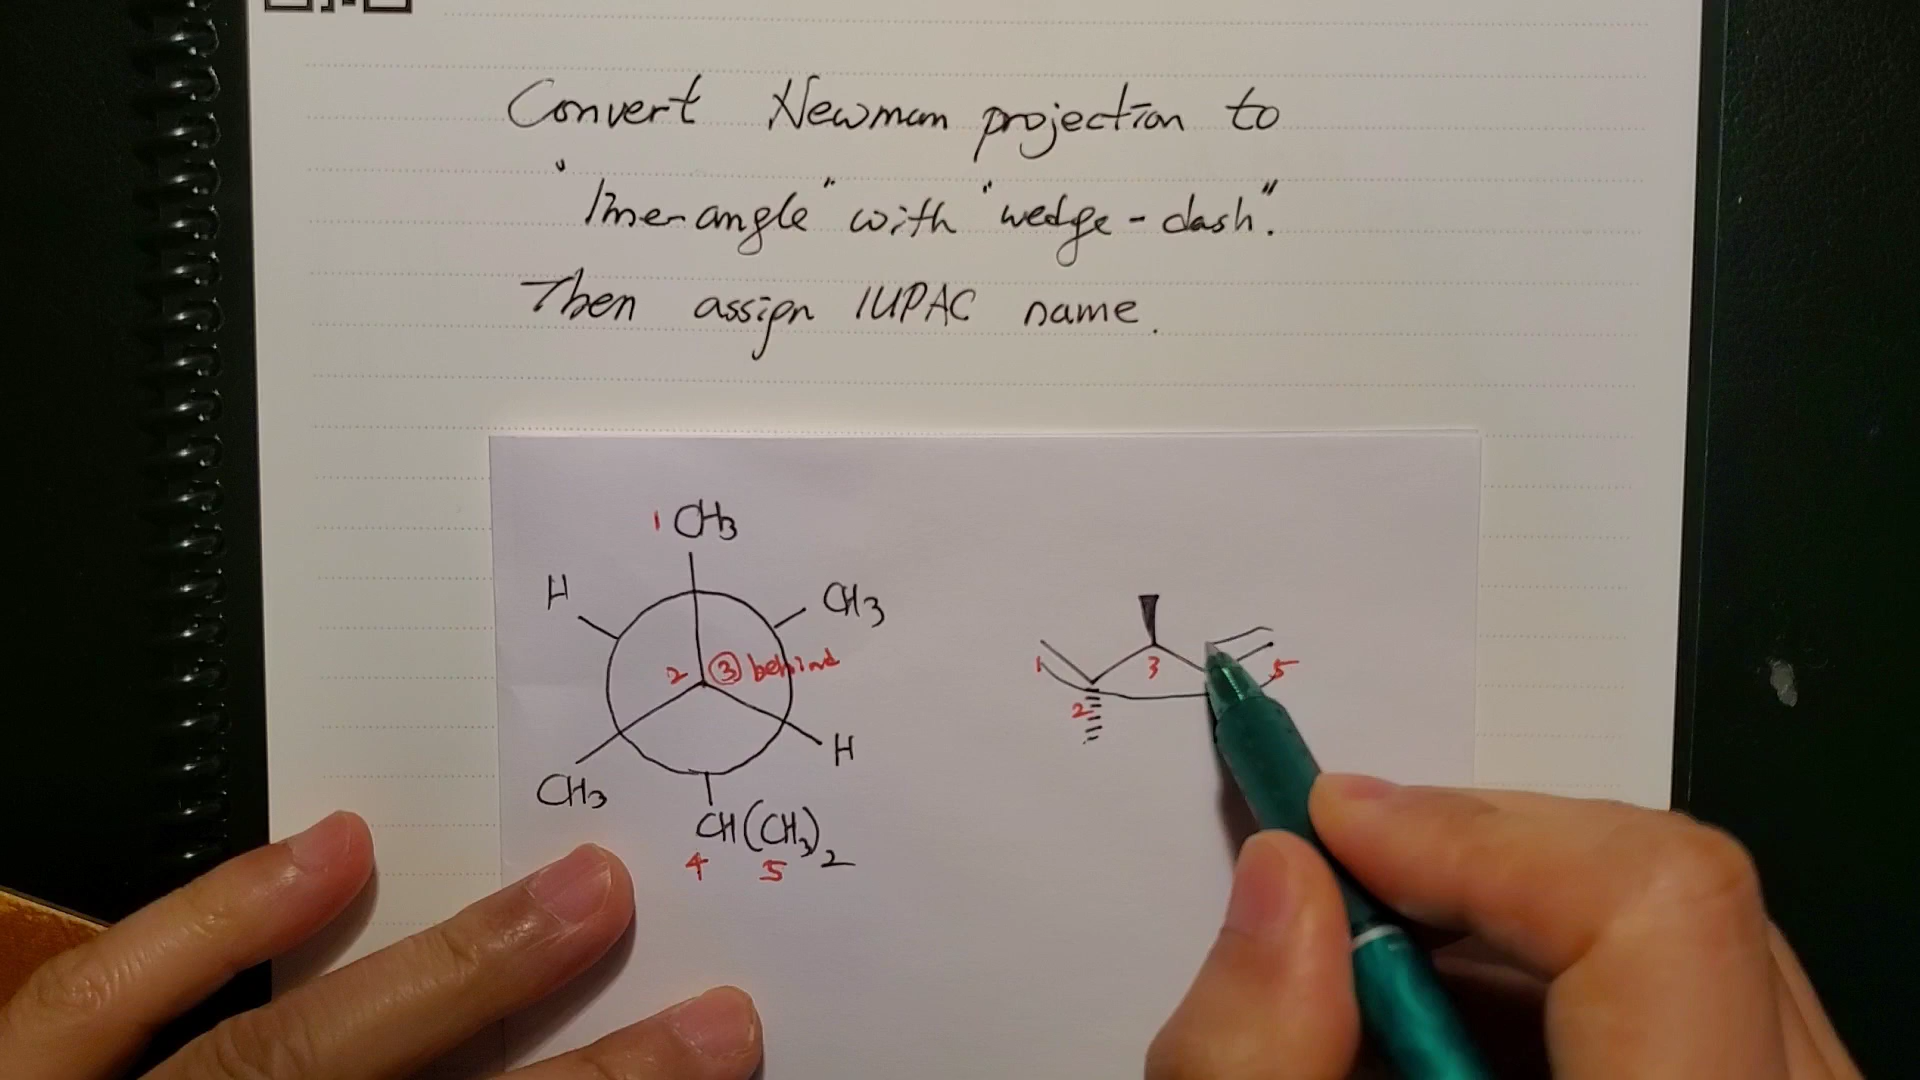 Convert Newman projection to
"line-angle" with "wedge-dash".
Then assign IUPAC name.
1 CH3
H
CH3
2 ③ behind
1
3
5
2
H
CH3
CH(CH3)2
4 5